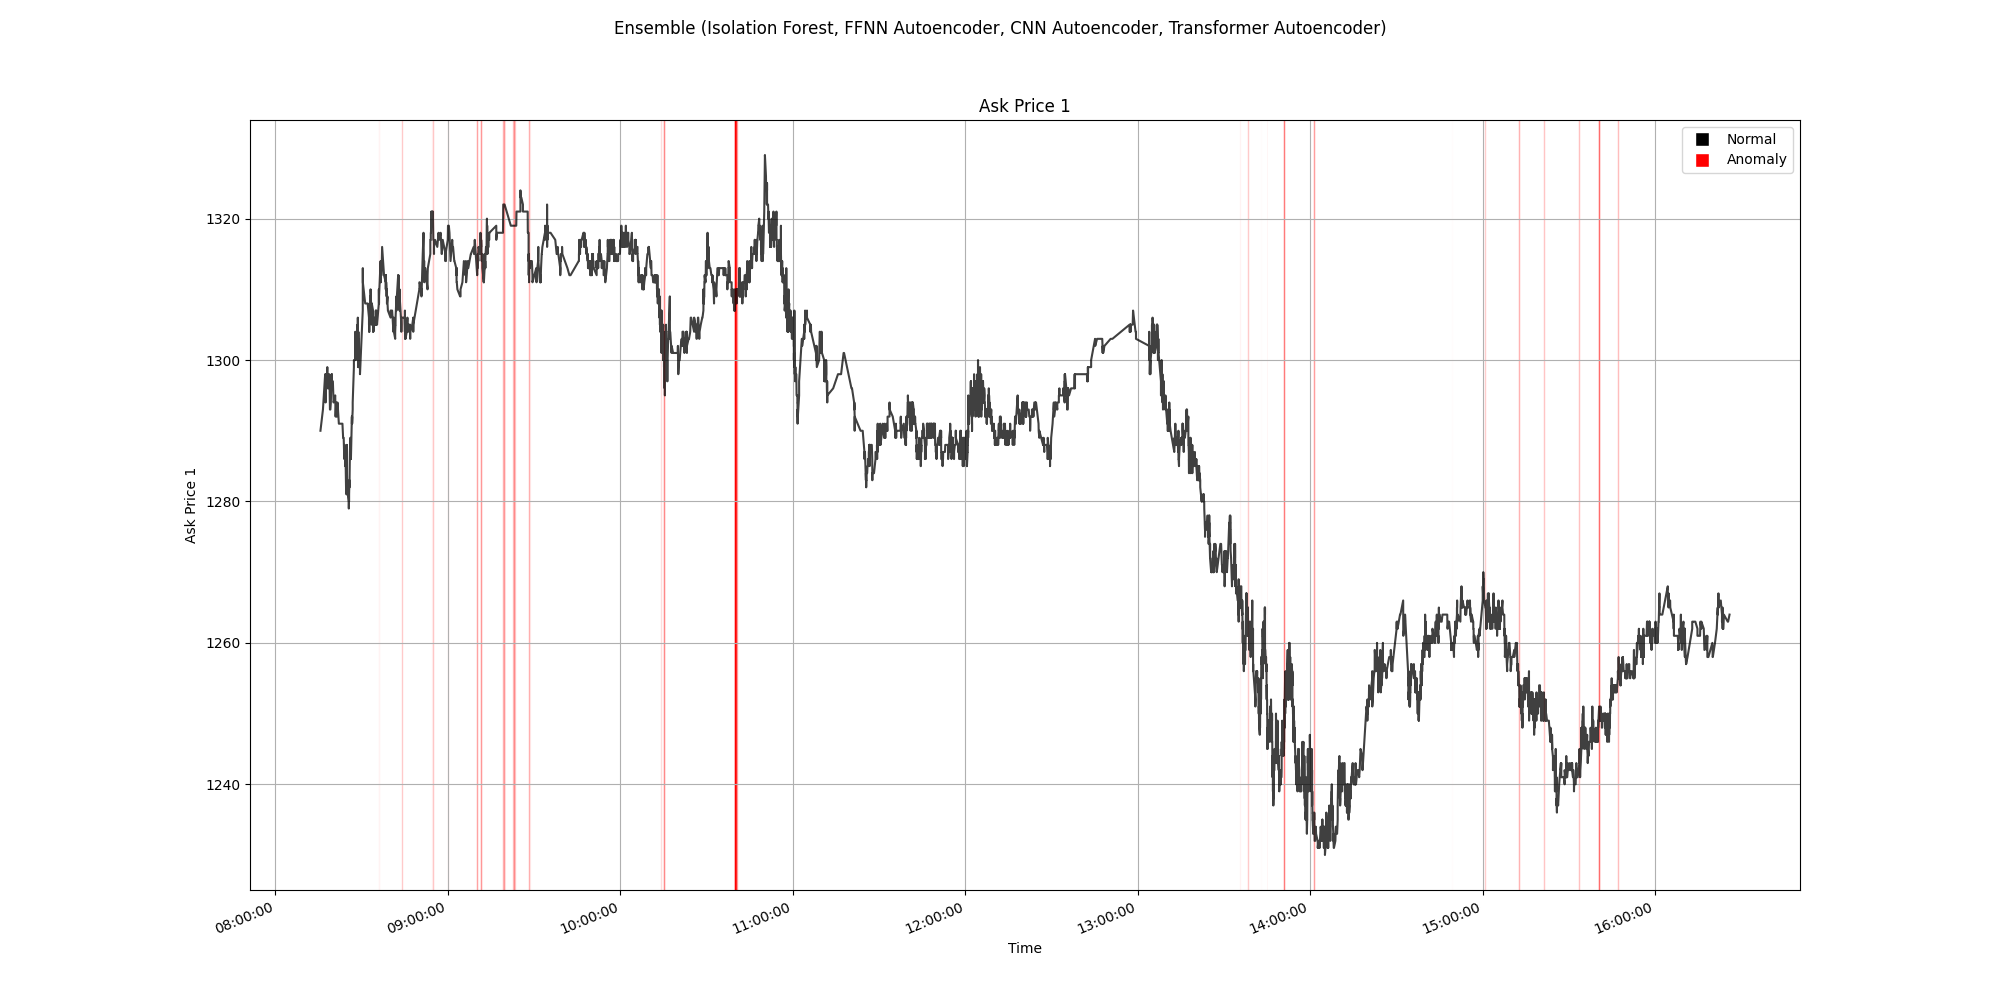 Ensemble (Isolation Forest, FFNN Autoencoder, CNN Autoencoder, Transformer Autoencoder)
Ask Price 1
Normal
Anomaly
1320
1300
1280
1260
1240
Ask Price 1
08:00:00
09:00:00
10:00:00
11:00:00
12:00:00
13:00:00
14:00:00
15:00:00
16:00:00
Time